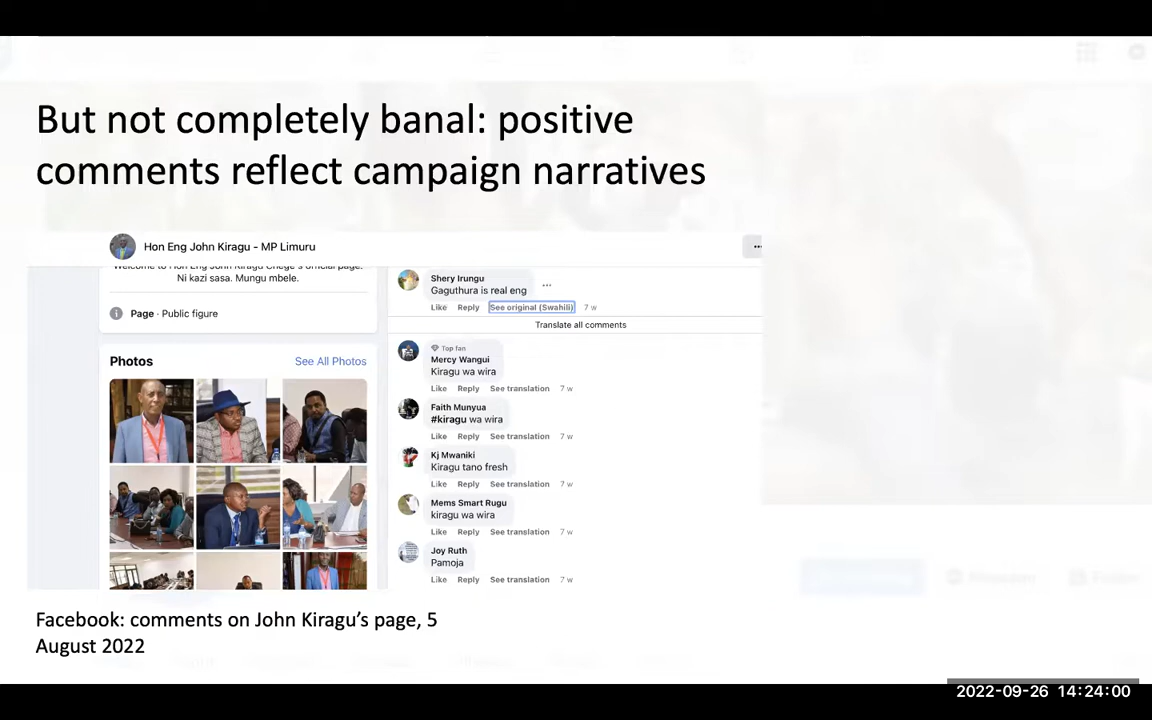 But not completely banal: positive
comments reflect campaign narratives
Hon Eng John Kiragu - MP Limuru
Welcome to Hon Eng John Kiragu Chege's official page.
Ni kazi sasa. Mungu mbele.
Page · Public figure
Photos
See All Photos
Shery Irungu
Gaguthura is real eng
Like Reply See original (Swahili) 7 w
Translate all comments
Top fan
Mercy Wangui
Kiragu wa wira
Like Reply See translation 7 w
Faith Munyua
#kiragu wa wira
Like Reply See translation 7 w
Kj Mwaniki
Kiragu tano fresh
Like Reply See translation 7 w
Mems Smart Rugu
kiragu wa wira
Like Reply See translation 7 w
Joy Ruth
Pamoja
Like Reply See translation 7 w
Facebook: comments on John Kiragu's page, 5
August 2022
2022-09-26 14:24:00